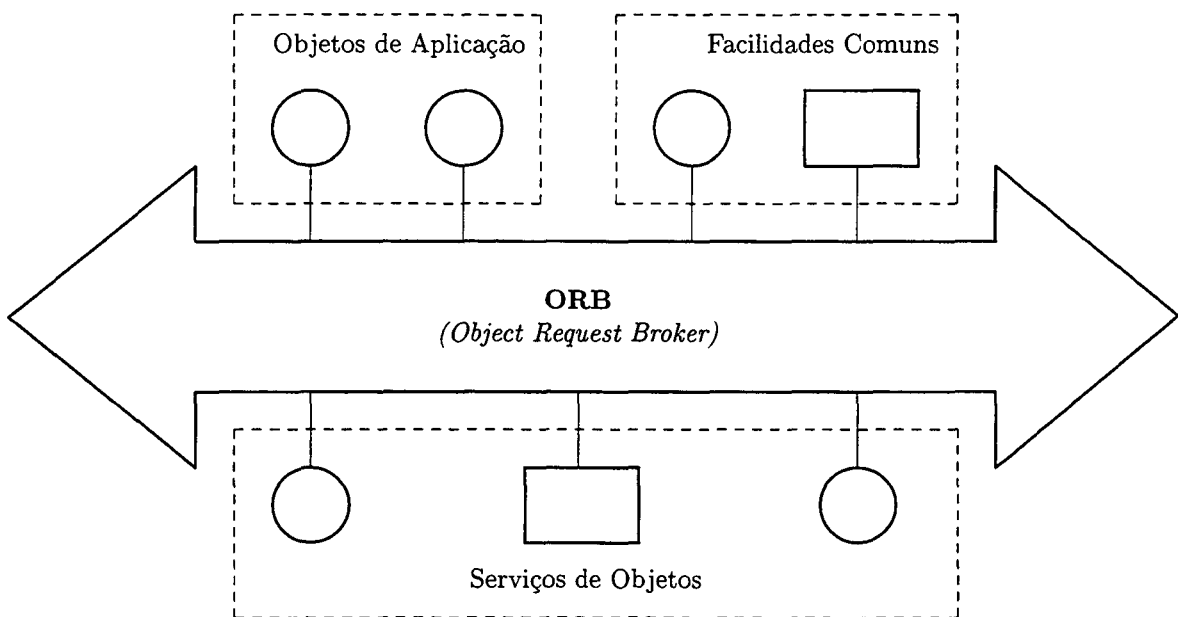 Objetos de Aplicação
Facilidades Comuns
ORB
(Object Request Broker)
Serviços de Objetos